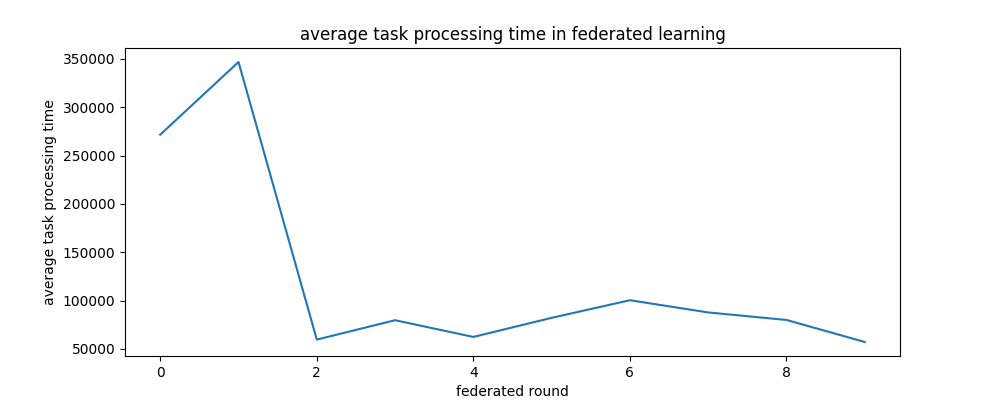 average task processing time in federated learning
average task processing time
350000
300000
250000
200000
150000
100000
50000
0 2 4 6 8
federated round